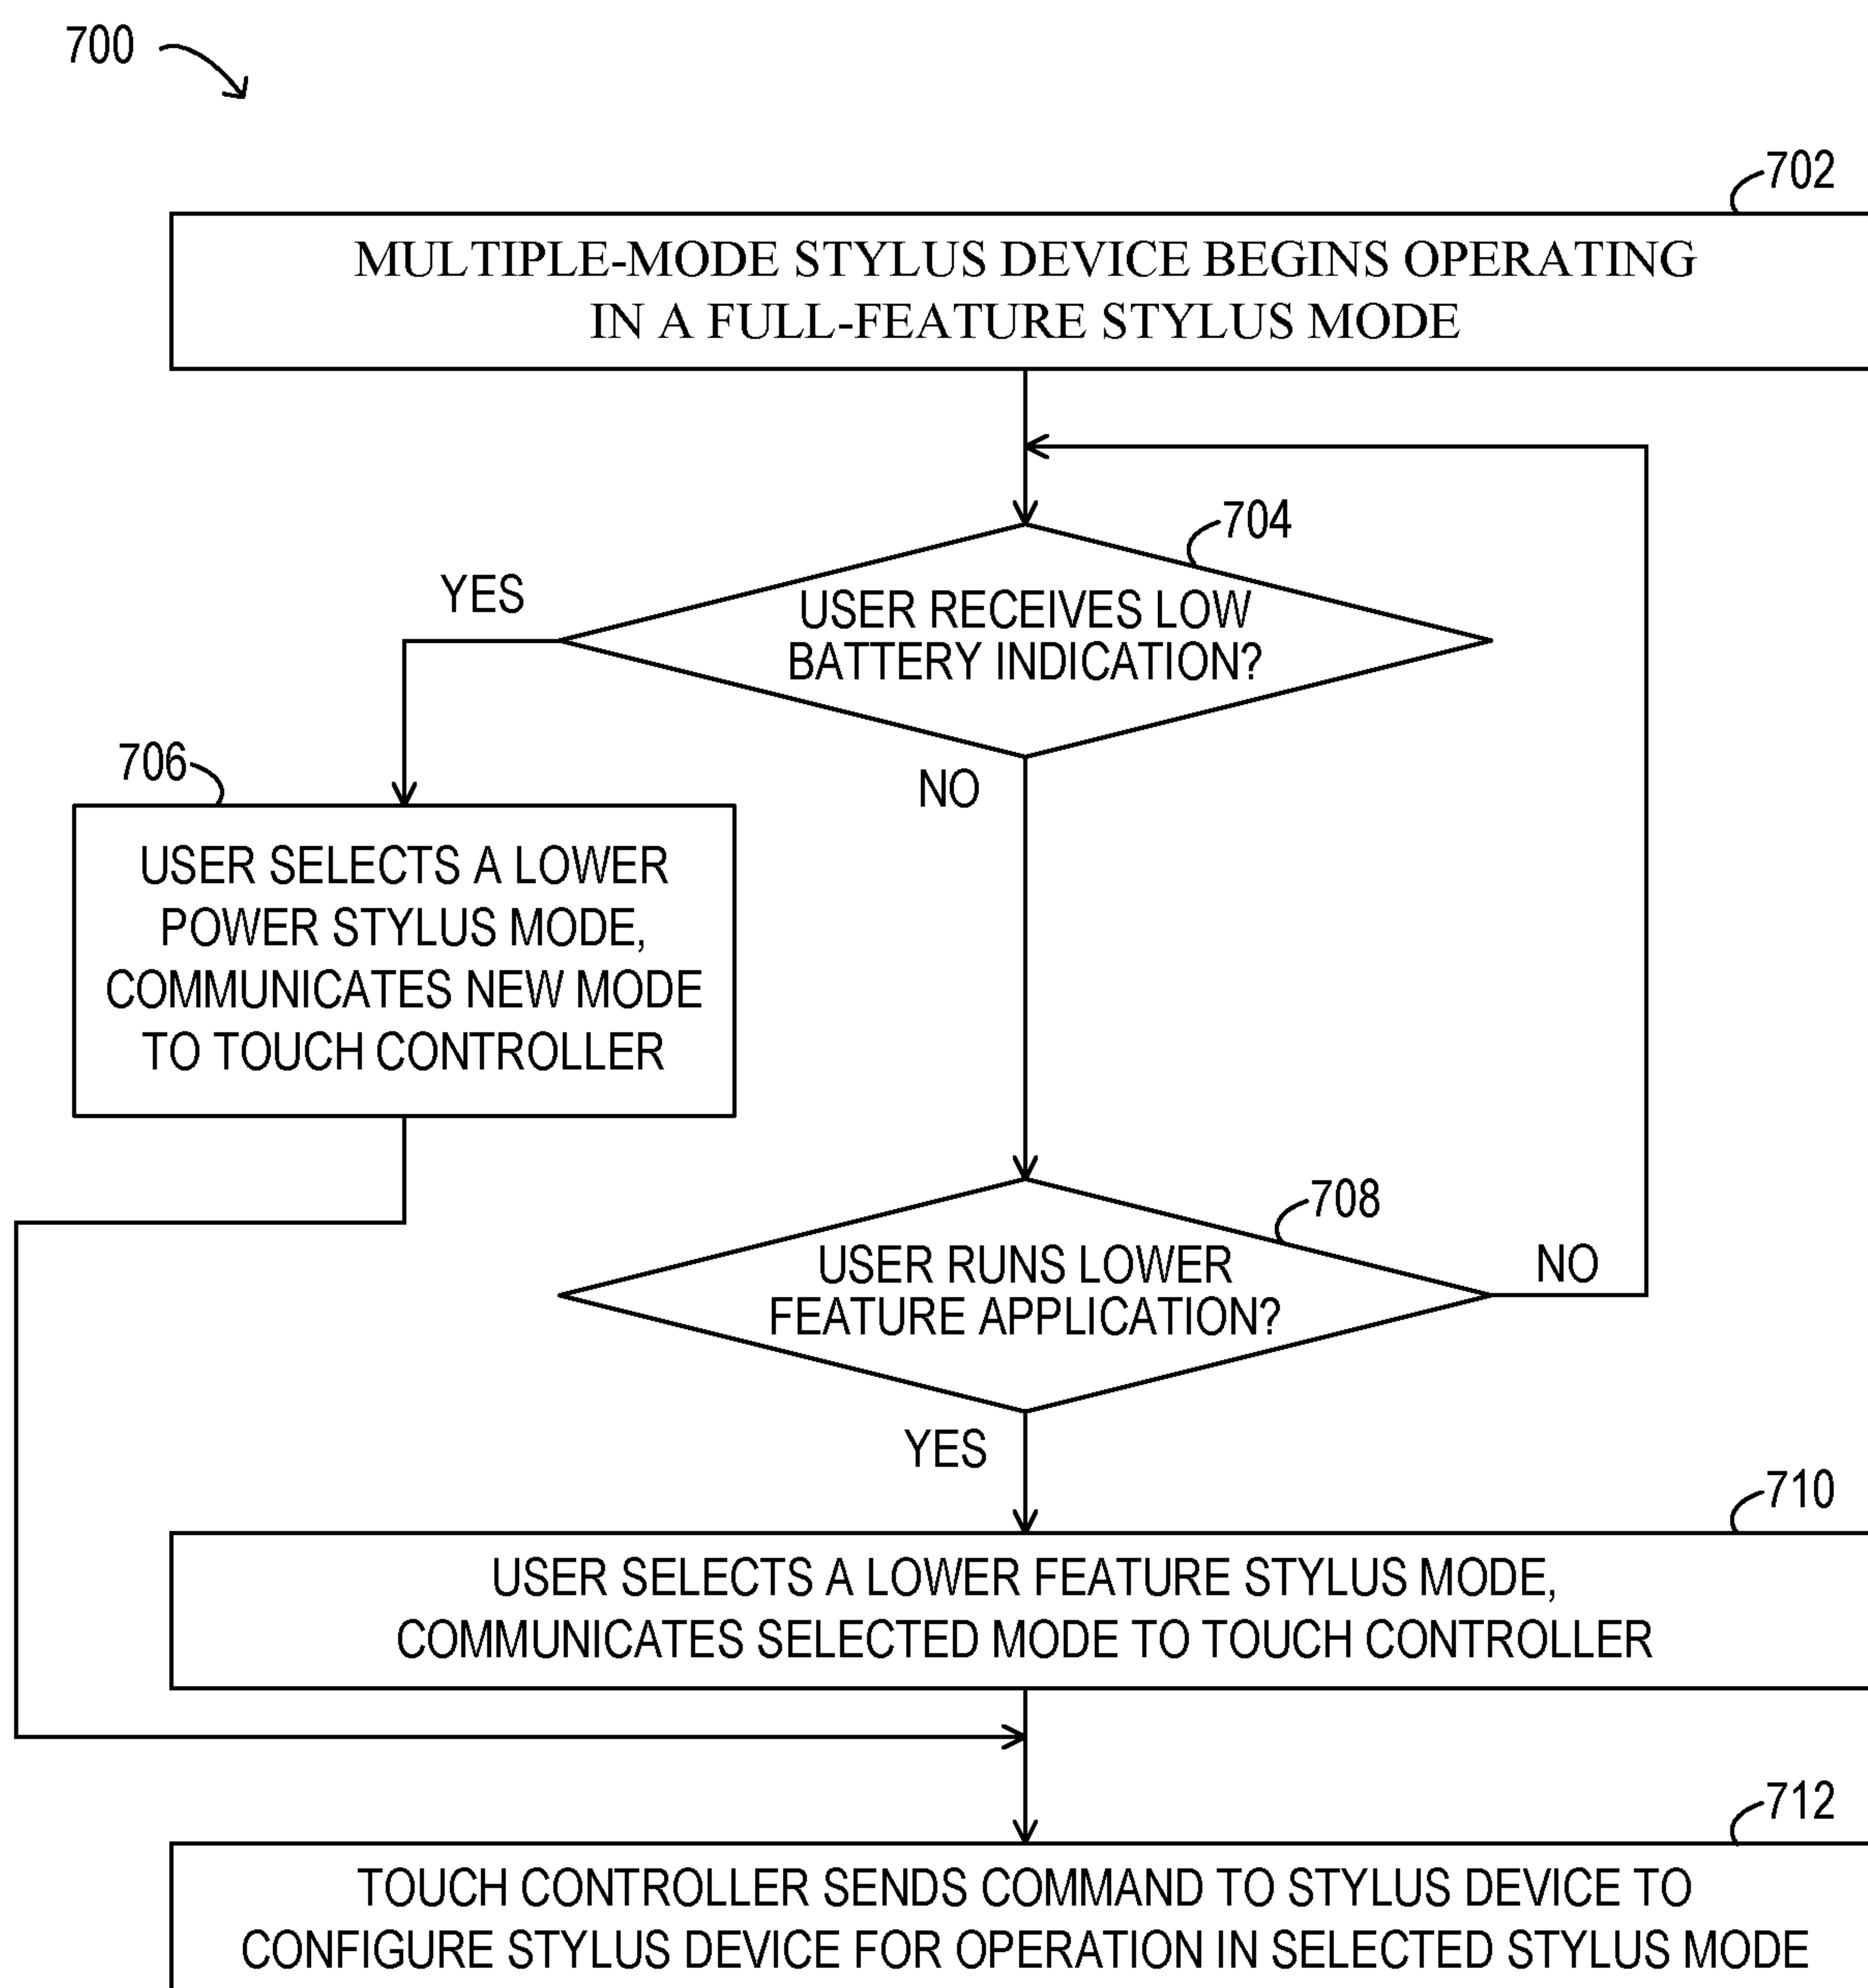 700
702
MULTIPLE-MODE STYLUS DEVICE BEGINS OPERATING
IN A FULL-FEATURE STYLUS MODE
704
YES
USER RECEIVES LOW
BATTERY INDICATION?
706
NO
USER SELECTS A LOWER
POWER STYLUS MODE,
COMMUNICATES NEW MODE
TO TOUCH CONTROLLER
708
USER RUNS LOWER
FEATURE APPLICATION?
NO
YES
710
USER SELECTS A LOWER FEATURE STYLUS MODE,
COMMUNICATES SELECTED MODE TO TOUCH CONTROLLER
712
TOUCH CONTROLLER SENDS COMMAND TO STYLUS DEVICE TO
CONFIGURE STYLUS DEVICE FOR OPERATION IN SELECTED STYLUS MODE